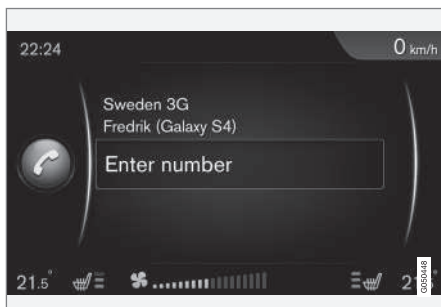 22:24
0 km/h
Sweden 3G
Fredrik (Galaxy S4)
Enter number
21.5°
G050448